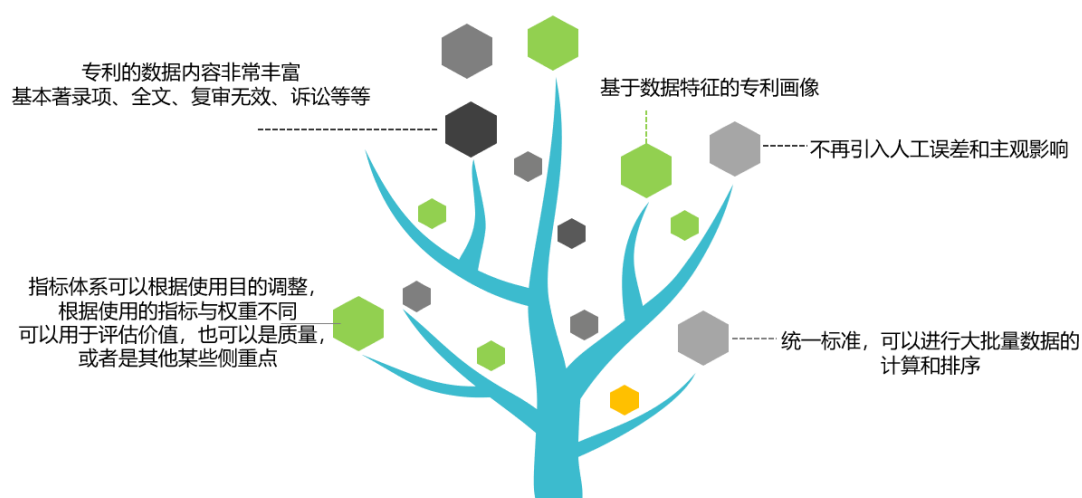 专利的数据内容非常丰富
基本著录项、全文、复审无效、诉讼等等
基于数据特征的专利画像
不再引入人工误差和主观影响
指标体系可以根据使用目的调整，
根据使用的指标与权重不同
可以用于评估价值，也可以是质量，
或者是其他某些侧重点
统一标准，可以进行大批量数据的
计算和排序